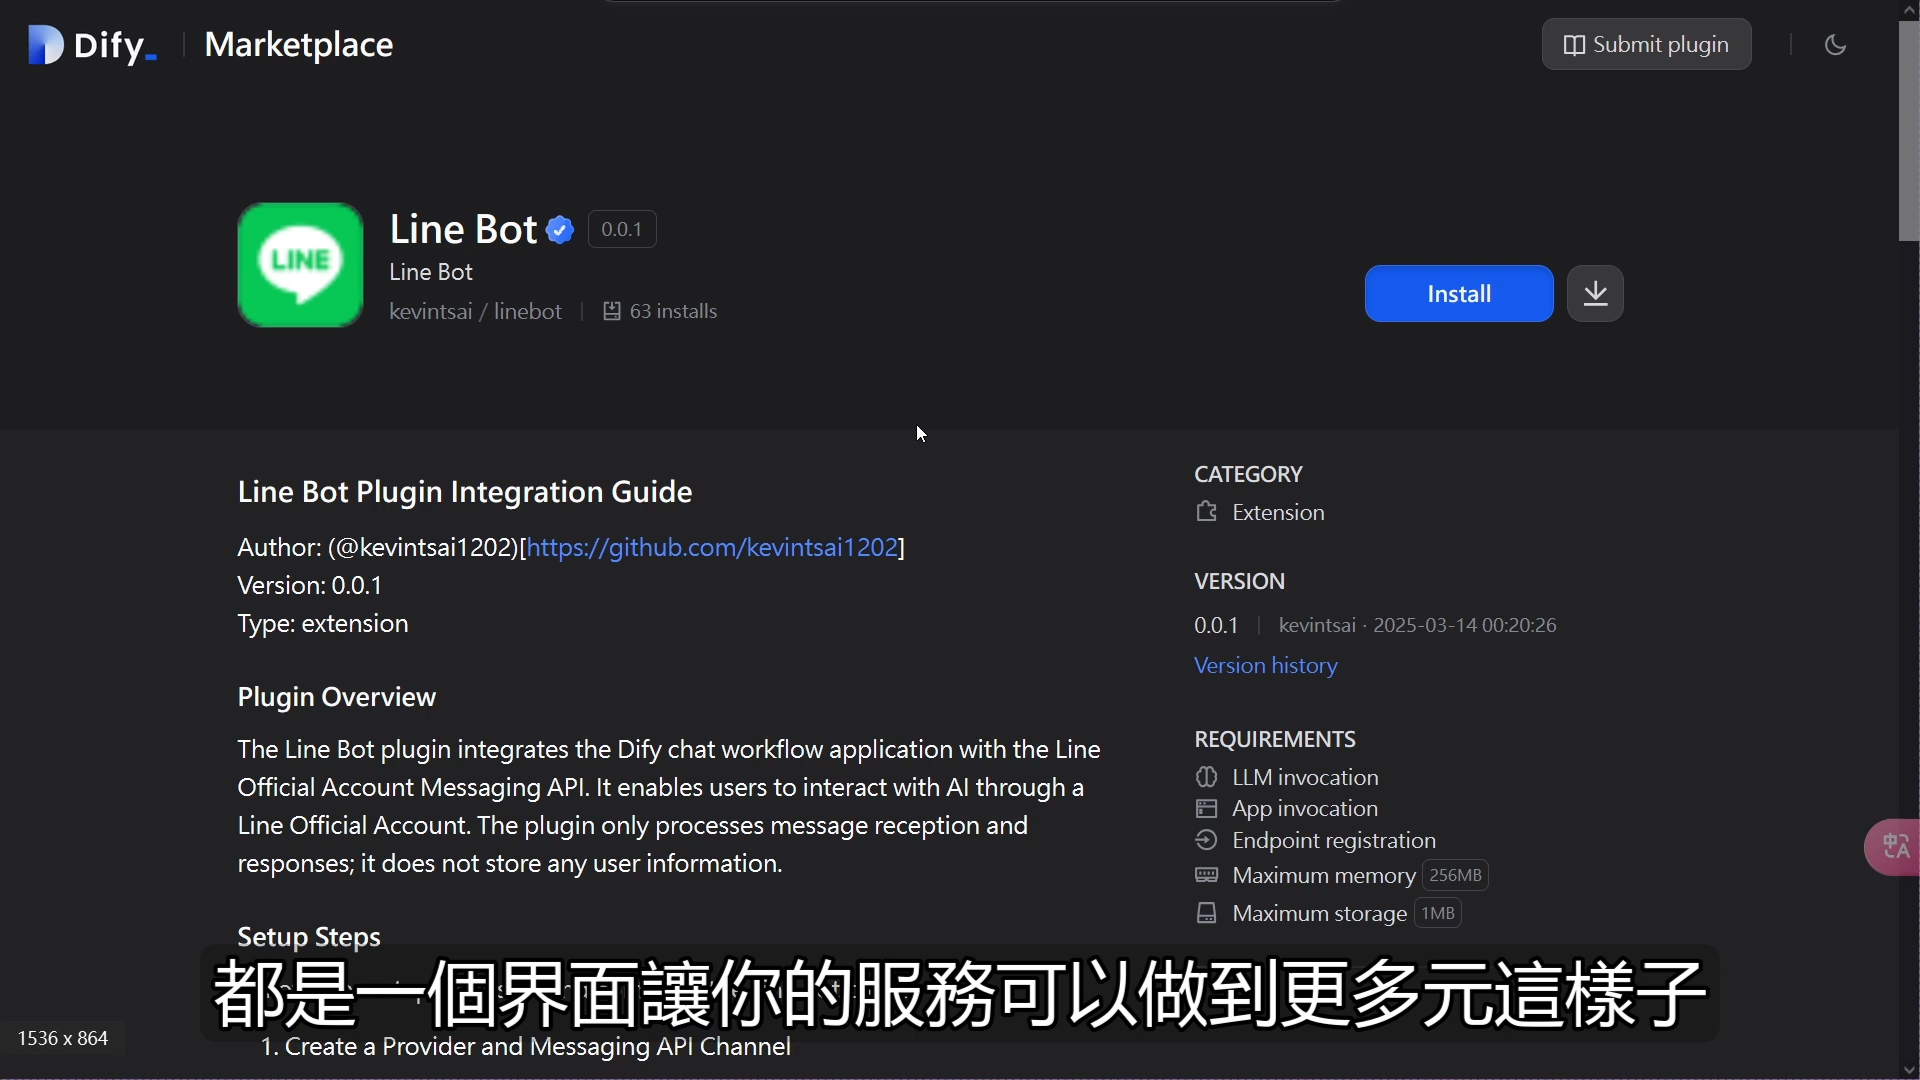 Dify_
Marketplace
Submit plugin
LINE
Line Bot
0.0.1
Line Bot
kevintsai / linebot
63 installs
Install
Line Bot Plugin Integration Guide
Author: (@kevintsai1202)[https://github.com/kevintsai1202]
Version: 0.0.1
Type: extension
Plugin Overview
The Line Bot plugin integrates the Dify chat workflow application with the Line
Official Account Messaging API. It enables users to interact with AI through a
Line Official Account. The plugin only processes message reception and
responses; it does not store any user information.
Setup Steps
1. Create a Provider and Messaging API Channel
CATEGORY
Extension
VERSION
0.0.1
kevintsai · 2025-03-14 00:20:26
Version history
REQUIREMENTS
LLM invocation
App invocation
Endpoint registration
Maximum memory 256MB
Maximum storage 1MB
中A
都是一個界面讓你的服務可以做到更多元這樣子
1536 x 864